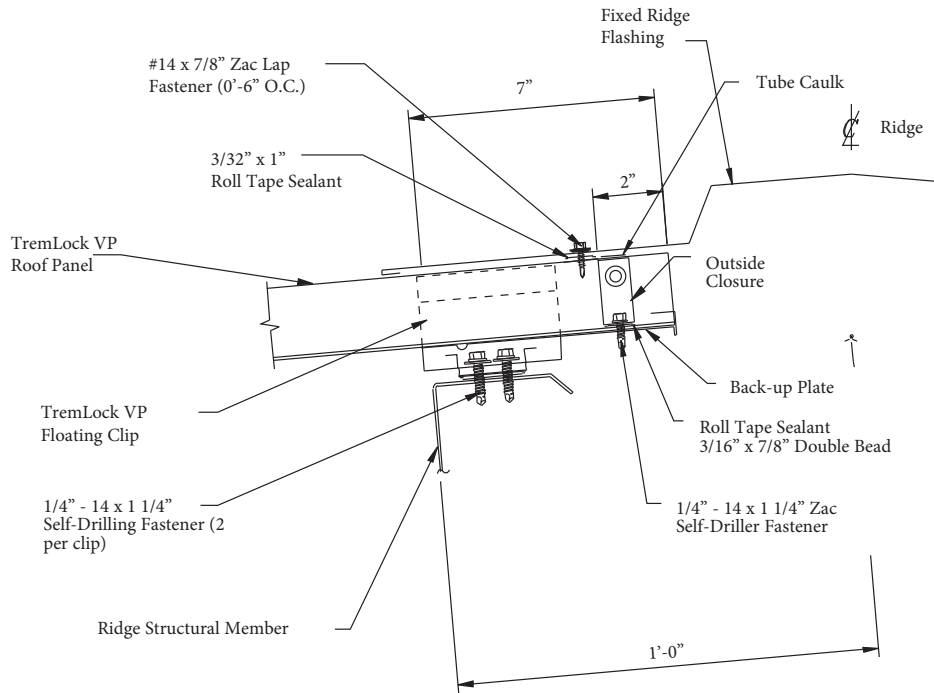 Fixed Ridge
Flashing
#14 x 7/8” Zac Lap
Fastener (0’-6” O.C.)
7”
Tube Caulk
Ridge
3/32” x 1”
Roll Tape Sealant
2”
TremLock VP
Roof Panel
Outside
Closure
Back-up Plate
TremLock VP
Floating Clip
Roll Tape Sealant
3/16” x 7/8” Double Bead
1/4” - 14 x 1 1/4”
Self-Drilling Fastener (2
per clip)
1/4” - 14 x 1 1/4” Zac
Self-Driller Fastener
Ridge Structural Member
1’-0”